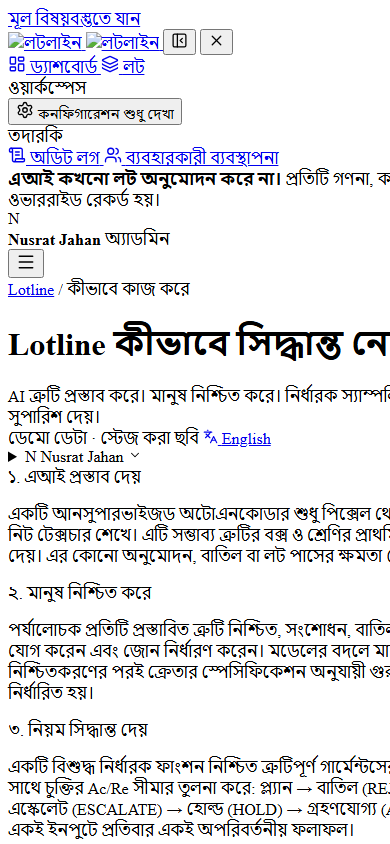 মূল বিষয়বস্তুতে যান
লটলাইন লটলাইন
ড্যাশবোর্ড লট
ওয়ার্কস্পেস
কনফিগারেশন শুধু দেখা
তদারকি
অডিট লগ ব্যবহারকারী ব্যবস্থাপনা
এআই কখনো লট অনুমোদন করে না। প্রতিটি গণনা,
ওভাররাইড রেকর্ড হয়।
N
Nusrat Jahan অ্যাডমিন
Lotline / কীভাবে কাজ করে
Lotline কীভাবে সিদ্ধান্ত
AI ত্রুটি প্রস্তাব করে। মানুষ নিশ্চিত করে। নির্ধারক
সুপারিশ দেয়।
ডেমো ডেটা · স্টেজ করা ছবি English
N Nusrat Jahan
১. এআই প্রস্তাব দেয়
একটি আনসুপারভাইজড অটোএনকোডার শুধু পিক্সেল
নিট টেক্সচার শেখে। এটি সম্ভাব্য ত্রুটির বক্স ও শ্রেণির
দেয়। এর কোনো অনুমোদন, বাতিল বা লট পাসের ক্ষমতা
২. মানুষ নিশ্চিত করে
পর্যালোচক প্রতিটি প্রস্তাবিত ত্রুটি নিশ্চিত, সংশোধন,
যোগ করেন এবং জোন নির্ধারণ করেন। মডেলের বদলে
নিশ্চিতকরণের পরই ক্রেতার স্পেসিফিকেশন অনুযায়ী
নির্ধারিত হয়।
৩. নিয়ম সিদ্ধান্ত দেয়
একটি বিশুদ্ধ নির্ধারক ফাংশন নিশ্চিত ত্রুটিপূর্ণ
সাথে চুক্তির Ac/Re সীমার তুলনা করে: প্ল্যান → বাতিল (REJ
এস্কেলেট (ESCALATE) → হোল্ড (HOLD) → গ্রহণযোগ্য
একই ইনপুটে প্রতিবার একই অপরিবর্তনীয় ফলাফল।